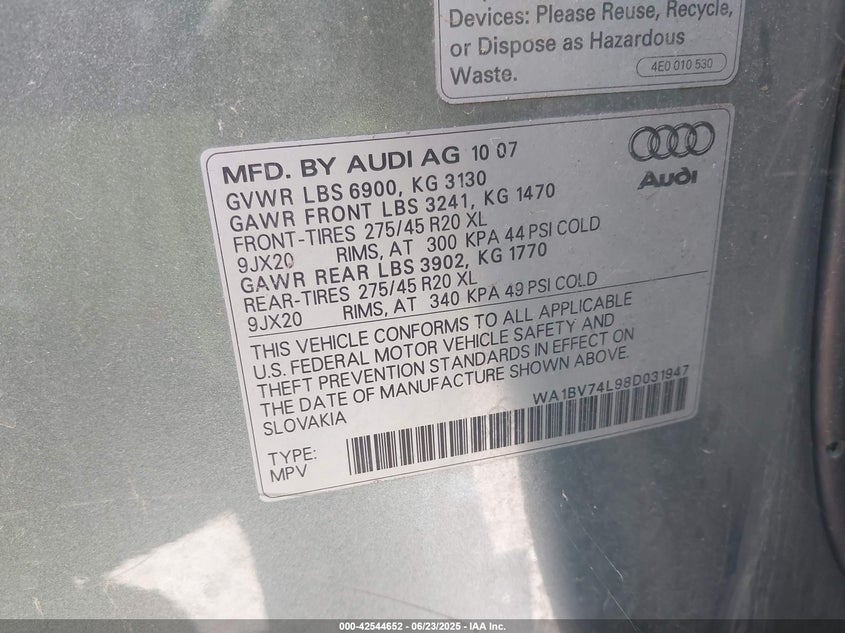 Devices: Please Reuse, Recycle,
or Dispose as Hazardous
Waste.
4E0 010 530
MFD. BY AUDI AG 10 07
GVWR LBS 6900, KG 3130
GAWR FRONT LBS 3241, KG 1470
FRONT-TIRES 275/45 R20 XL
9JX20 RIMS, AT 300 KPA 44 PSI COLD
GAWR REAR LBS 3902, KG 1770
REAR-TIRES 275/45 R20 XL
9JX20 RIMS, AT 340 KPA 49 PSI COLD
Audi
THIS VEHICLE CONFORMS TO ALL APPLICABLE
U.S. FEDERAL MOTOR VEHICLE SAFETY AND
THEFT PREVENTION STANDARDS IN EFFECT ON
THE DATE OF MANUFACTURE SHOWN ABOVE.
SLOVAKIA
WA1BV74L98D031947
TYPE:
MPV
000-42544652 - 06/23/2025 - IAA Inc.